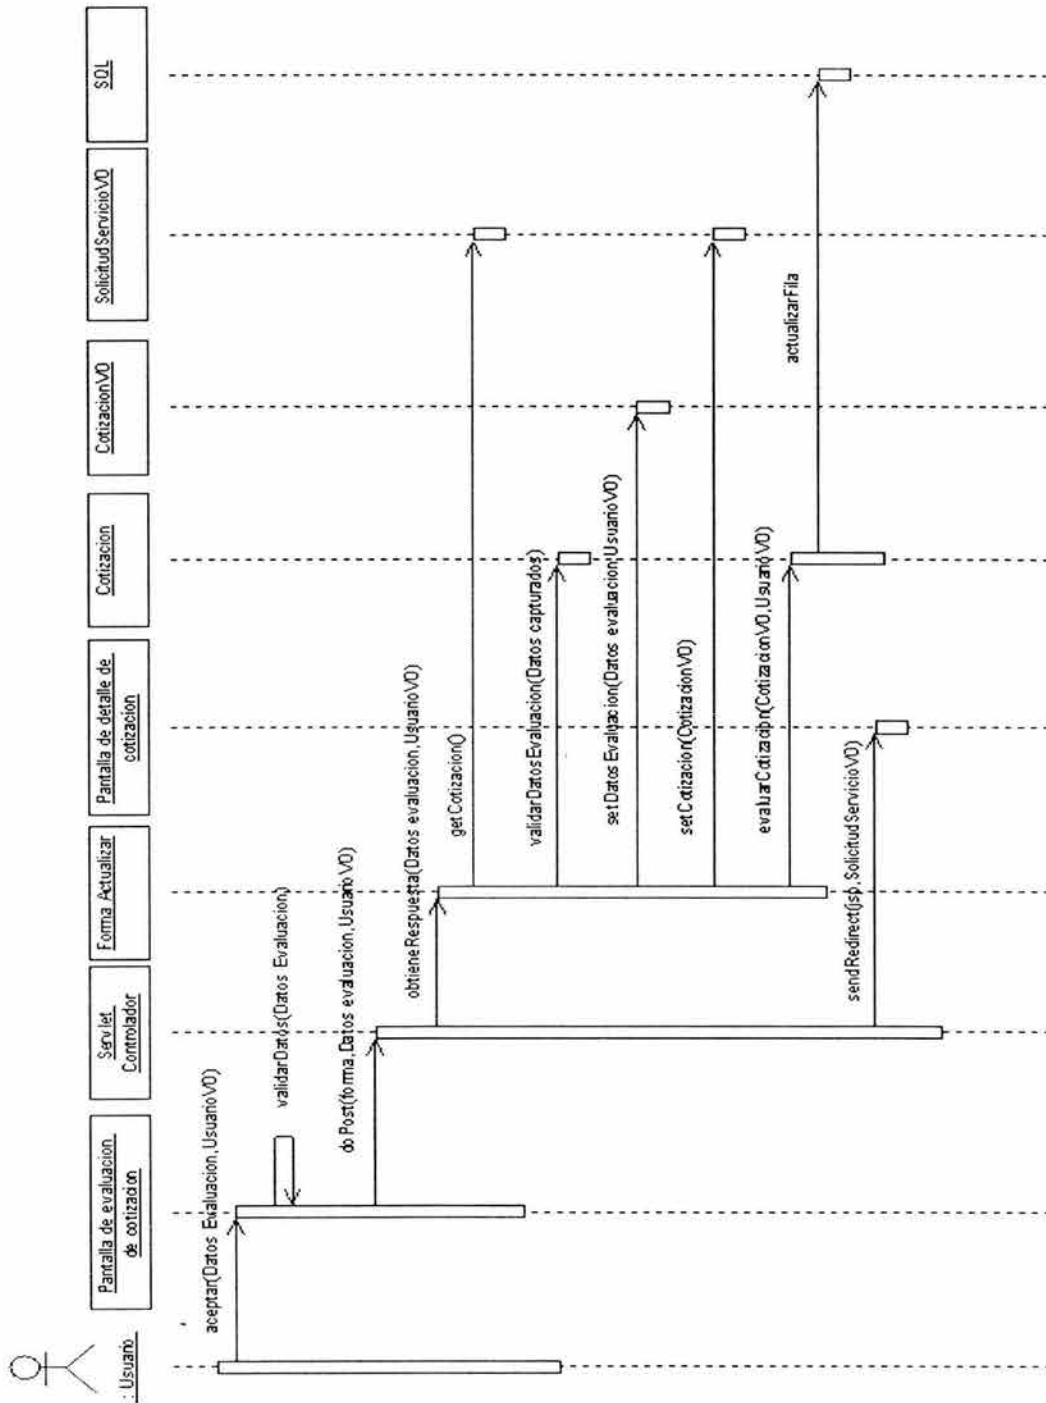 : Usuario
Pantalla de evaluacion
de cotizacion
Servlet
Controlador
Forma Actualizar
Pantalla de detalle de
cotizacion
Cotizacion
CotizacionVO
SolicitudServicioVO
SQL
aceptar(Datos Evaluacion,UsuarioVO)
validarDatos(Datos Evaluacion)
doPost(forma,Datos evaluacion,UsuarioVO)
obtieneRespuesta(Datos evaluacion,UsuarioVO)
getCotizacion()
validarDatosEvaluacion(Datos capturados)
setDatosEvaluacion(Datos evaluacion,UsuarioVO)
setCotizacion(CotizacionVO)
evaluarCotizacion(CotizacionVO,UsuarioVO)
actualizarFila
sendRedirect(jsp,SolicitudServicioVO)